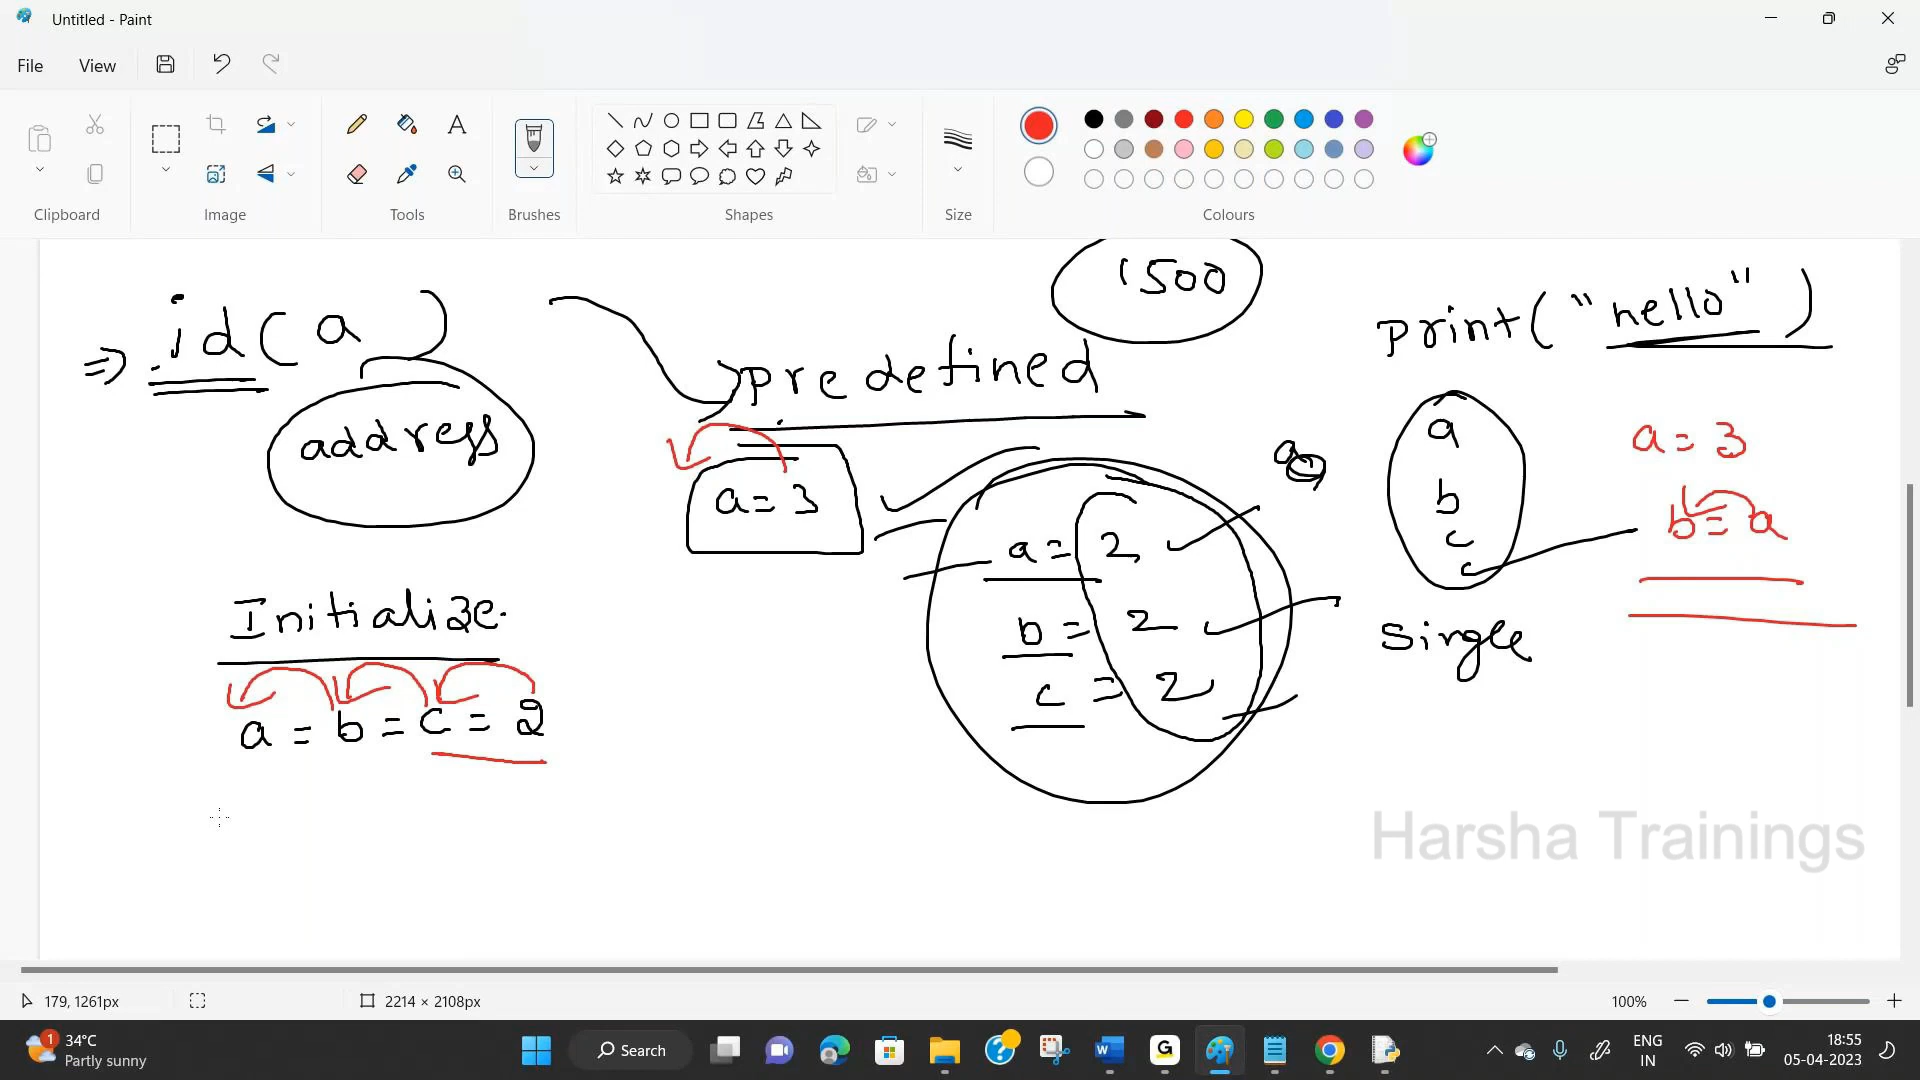 Untitled - Paint
File
View
Clipboard
Image
Tools
Brushes
Shapes
Size
Colours
1500
=> id(a)
address
predefined
print("hello")
a = 3
a = 2
b = 2
c = 2
a
b
c
c
Single
a = 3
b = a
Initialize
a = b = c = 2
Harsha Trainings
179, 1261px
2214 × 2108px
100%
1
34°C
Partly sunny
Search
ENG
IN
18:55
05-04-2023